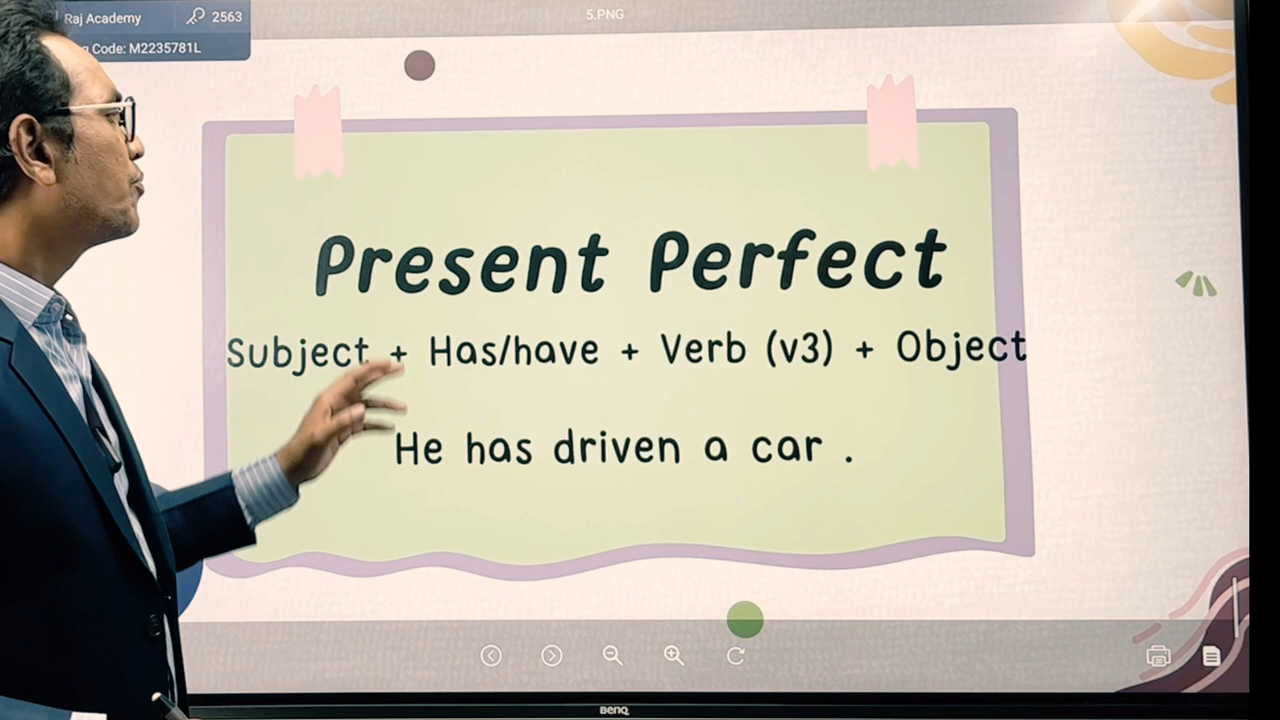 Raj Academy 2563
5.PNG
Code: M2235781L
Present Perfect
Subject + Has/have + Verb (v3) + Object
He has driven a car .
BenQ